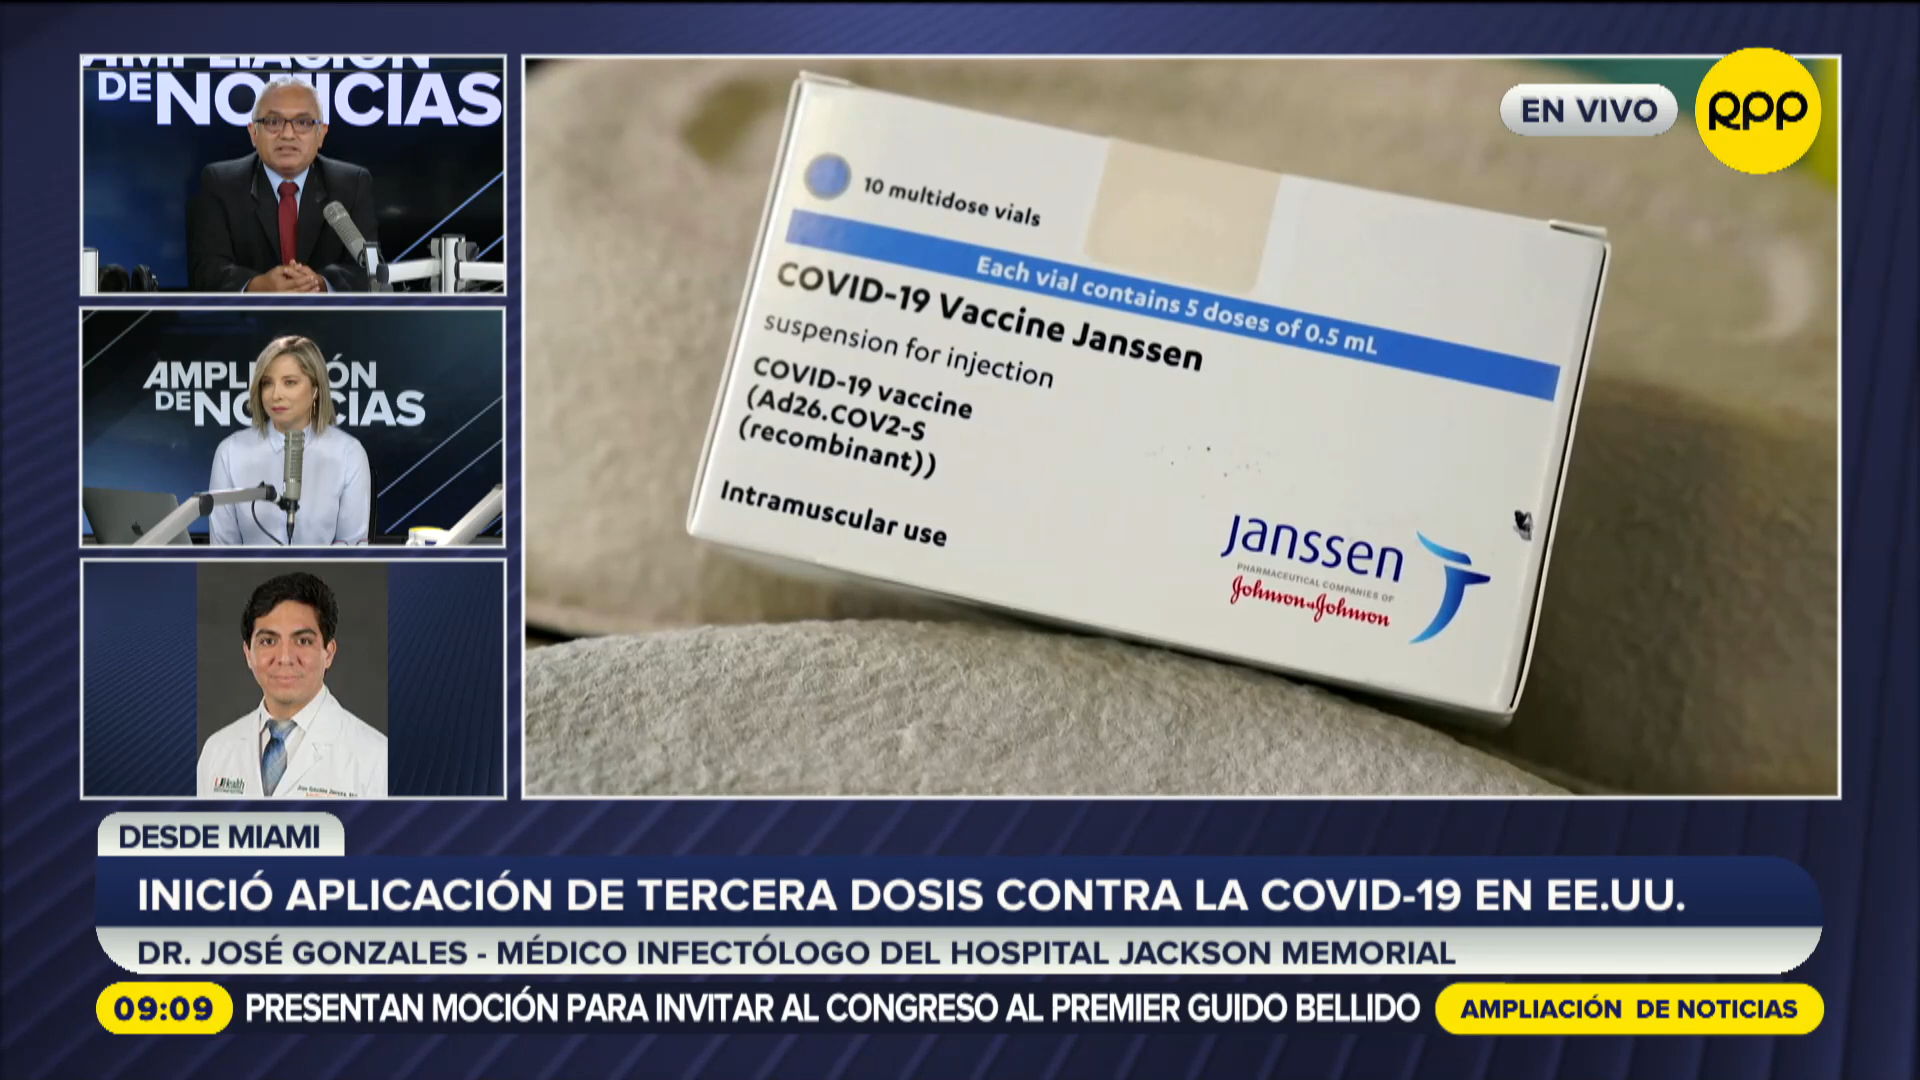 AMPLIACIÓN
DE NOTICIAS
AMPLIACIÓN
DE NOTICIAS
UHealth
EN VIVO
rpp
10 multidose vials
Each vial contains 5 doses of 0.5 mL
COVID-19 Vaccine Janssen
suspension for injection
COVID-19 vaccine
(Ad26.COV2-S
(recombinant))
Intramuscular use
Janssen
PHARMACEUTICAL COMPANIES OF
Johnson & Johnson
DESDE MIAMI
INICIÓ APLICACIÓN DE TERCERA DOSIS CONTRA LA COVID-19 EN EE.UU.
DR. JOSÉ GONZALES - MÉDICO INFECTÓLOGO DEL HOSPITAL JACKSON MEMORIAL
09:09 PRESENTAN MOCIÓN PARA INVITAR AL CONGRESO AL PREMIER GUIDO BELLIDO AMPLIACIÓN DE NOTICIAS